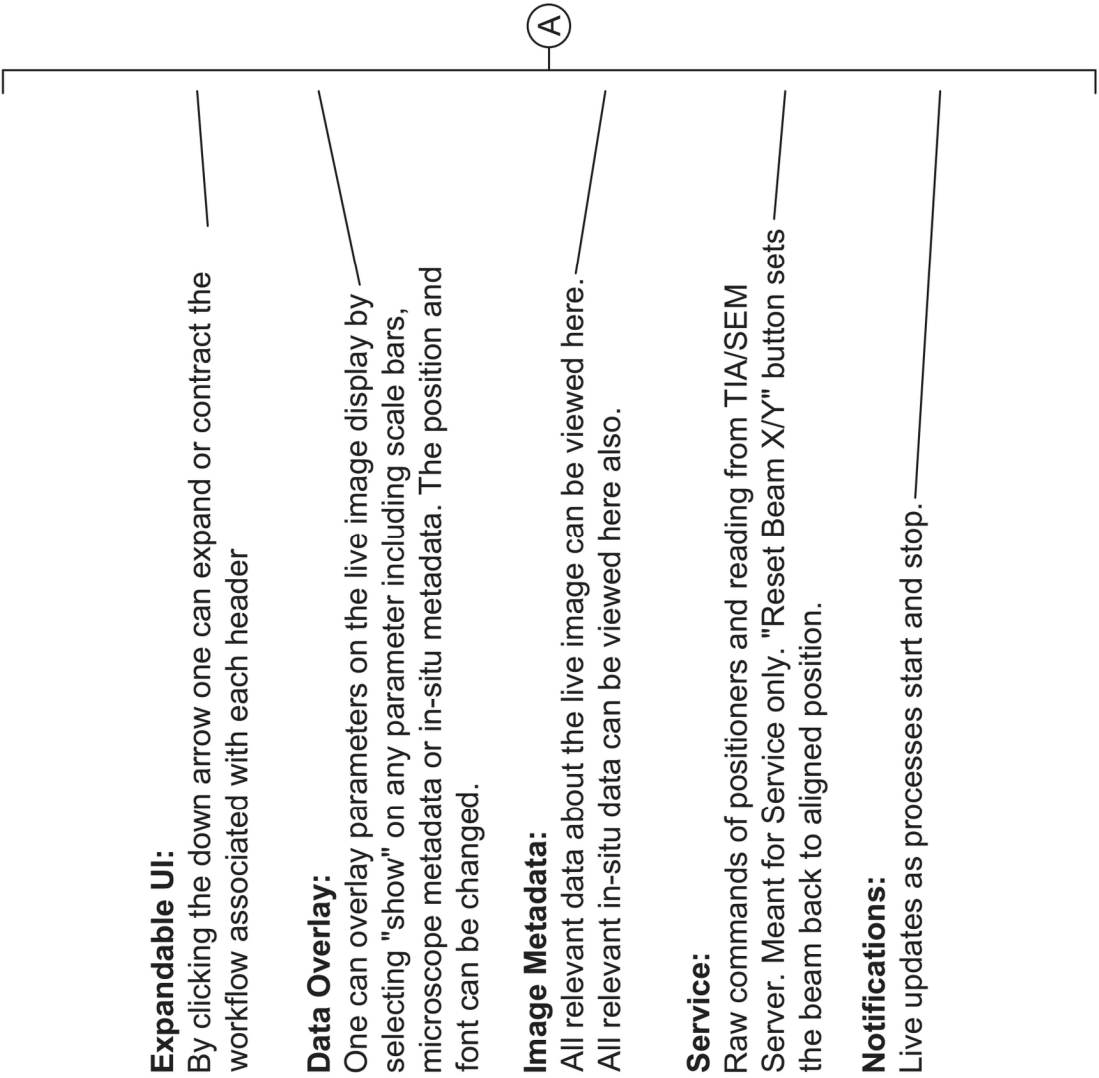 Expandable UI:
By clicking the down arrow one can expand or contract the
workflow associated with each header
Data Overlay:
One can overlay parameters on the live image display by
selecting "show" on any parameter including scale bars,
microscope metadata or in-situ metadata. The position and
font can be changed.
Image Metadata:
All relevant data about the live image can be viewed here.
All relevant in-situ data can be viewed here also.
Service:
Raw commands of positioners and reading from TIA/SEM
Server. Meant for Service only. "Reset Beam X/Y" button sets
the beam back to aligned position.
Notifications:
Live updates as processes start and stop.
A